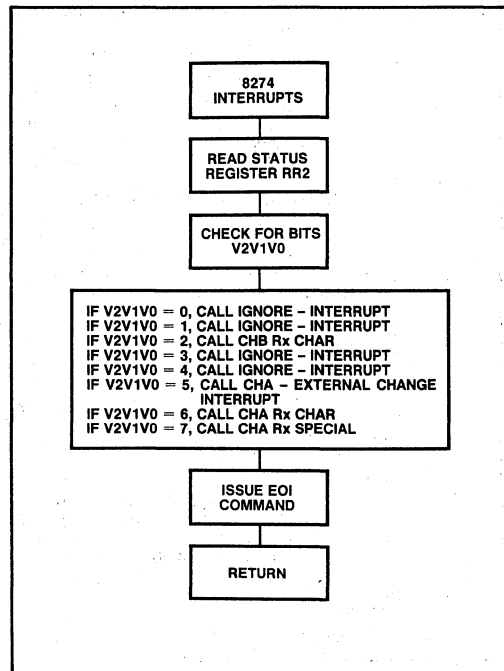 8274
INTERRUPTS
READ STATUS
REGISTER RR2
CHECK FOR BITS
V2V1V0
IF V2V1V0 = 0, CALL IGNORE – INTERRUPT
IF V2V1V0 = 1, CALL IGNORE – INTERRUPT
IF V2V1V0 = 2, CALL CHB Rx CHAR
IF V2V1V0 = 3, CALL IGNORE – INTERRUPT
IF V2V1V0 = 4, CALL IGNORE – INTERRUPT
IF V2V1V0 = 5, CALL CHA – EXTERNAL CHANGE
INTERRUPT
IF V2V1V0 = 6, CALL CHA Rx CHAR
IF V2V1V0 = 7, CALL CHA Rx SPECIAL
ISSUE EOI
COMMAND
RETURN